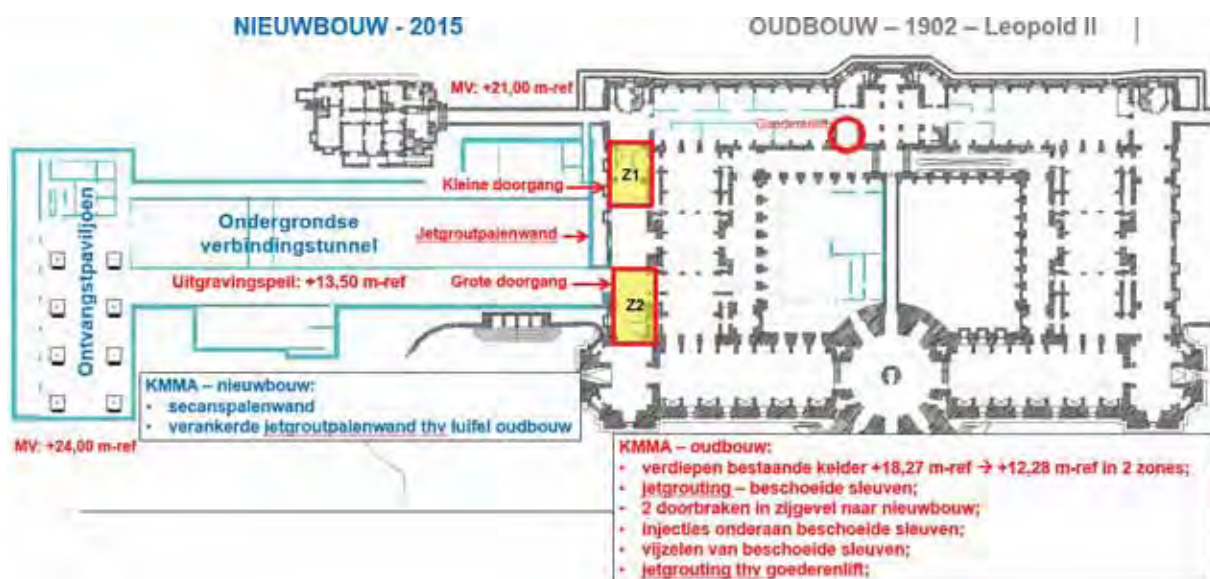 NIEUWBOUW - 2015
OUDBOUW – 1902 – Leopold II
MV: +21,00 m-ref
Goederenlift
Z1
Kleine doorgang
Ondergrondse
verbindingstunnel
Jetgroutpalenwand
Ontvangstpaviljoen
Uitgravingspeil: +13,50 m-ref
Grote doorgang
Z2
KMMA – nieuwbouw:
• secanspalenwand
• verankerde jetgroutpalenwand thv luifel oudbouw
MV: +24,00 m-ref
KMMA – oudbouw:
• verdiepen bestaande kelder +18,27 m-ref → +12,28 m-ref in 2 zones;
• jetgrouting – beschoeide sleuven;
• 2 doorbraken in zijgevel naar nieuwbouw;
• injecties onderaan beschoeide sleuven;
• vijzelen van beschoeide sleuven;
• jetgrouting thv goederenlift;